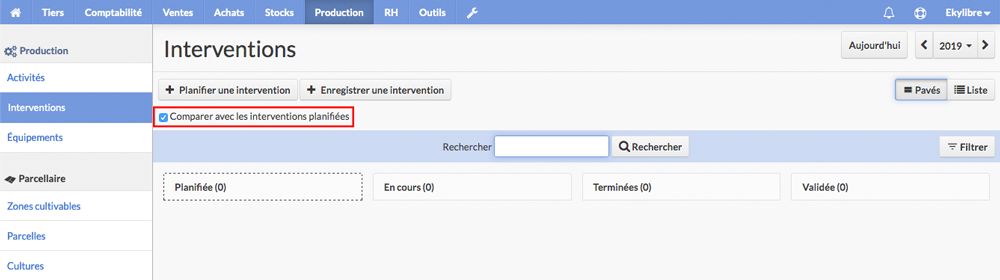 Tiers Comptabilité Ventes Achats Stocks Production RH Outils Ekylibre
Production
Activités
Interventions
Équipements
Parcellaire
Zones cultivables
Parcelles
Cultures
Interventions
Aujourd'hui 2019
+ Planifier une intervention + Enregistrer une intervention Pavés Liste
Comparer avec les interventions planifiées
Rechercher Rechercher Filtrer
Planifiée (0) En cours (0) Terminées (0) Validée (0)